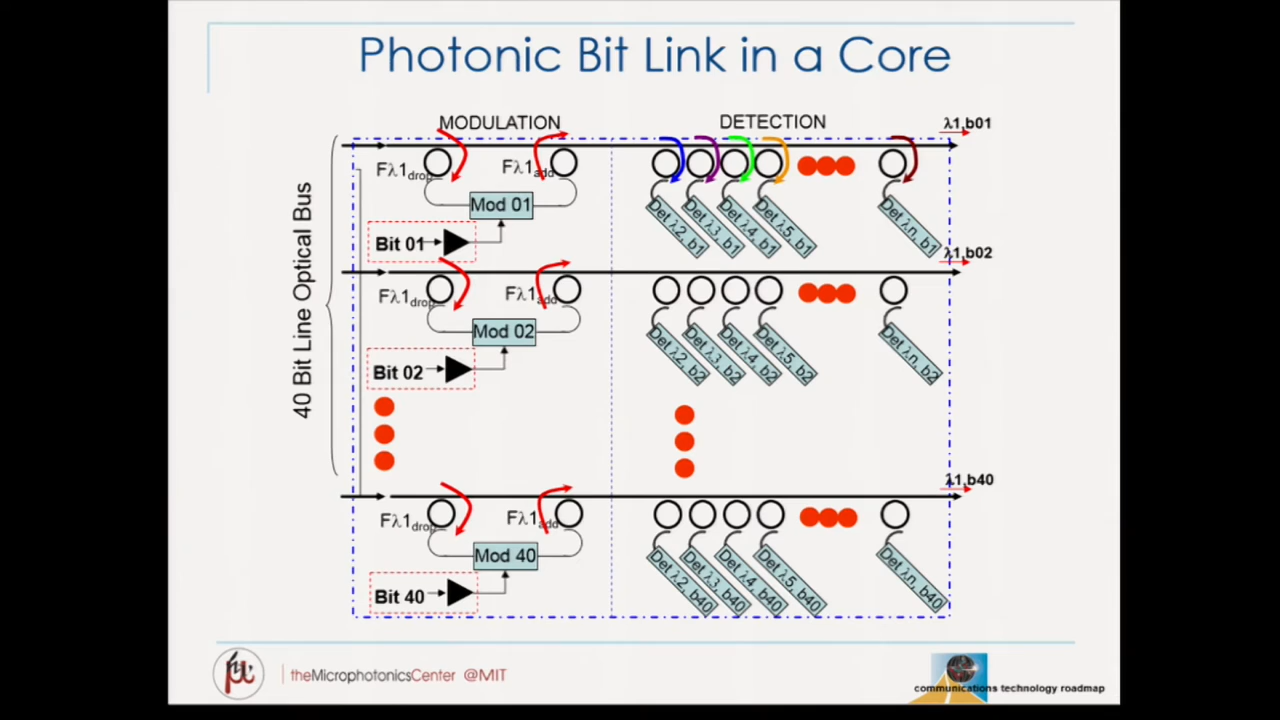 Photonic Bit Link in a Core
MODULATION
DETECTION
λ1,b01
Fλ1drop
Fλ1add
Mod 01
Bit 01
Det λ2, b1
Det λ3, b1
Det λ4, b1
Det λ5, b1
Det λn, b1
λ1,b02
Fλ1drop
Fλ1add
Mod 02
Bit 02
Det λ2, b2
Det λ3, b2
Det λ4, b2
Det λ5, b2
Det λn, b2
40 Bit Line Optical Bus
λ1,b40
Fλ1drop
Fλ1add
Mod 40
Bit 40
Det λ2, b40
Det λ3, b40
Det λ4, b40
Det λ5, b40
Det λn, b40
μ
theMicrophotonicsCenter @MIT
communications technology roadmap